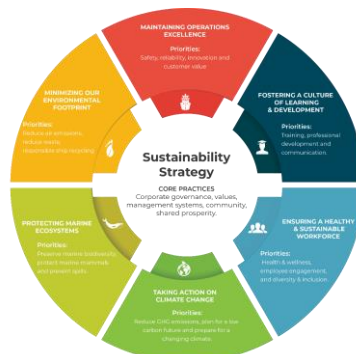 MAINTAINING OPERATIONS
EXCELLENCE
Priorities:
Safety, reliability, innovation and
customer value
FOSTERING A CULTURE
OF LEARNING
& DEVELOPMENT
Priorities:
Training, professional
development and
communication.
ENSURING A HEALTHY
& SUSTAINABLE
WORKFORCE
Priorities:
Health & wellness,
employee engagement,
and diversity & inclusion.
TAKING ACTION ON
CLIMATE CHANGE
Priorities:
Reduce GHG emissions, plan for a low
carbon future and prepare for a
changing climate.
PROTECTING MARINE
ECOSYSTEMS
Priorities:
Preserve marine biodiversity,
protect marine mammals
and prevent spills.
MINIMIZING OUR
ENVIRONMENTAL
FOOTPRINT
Priorities:
Reduce air emissions,
reduce waste,
responsible ship recycling.
Sustainability
Strategy
CORE PRACTICES
Corporate governance, values,
management systems, community,
shared prosperity.